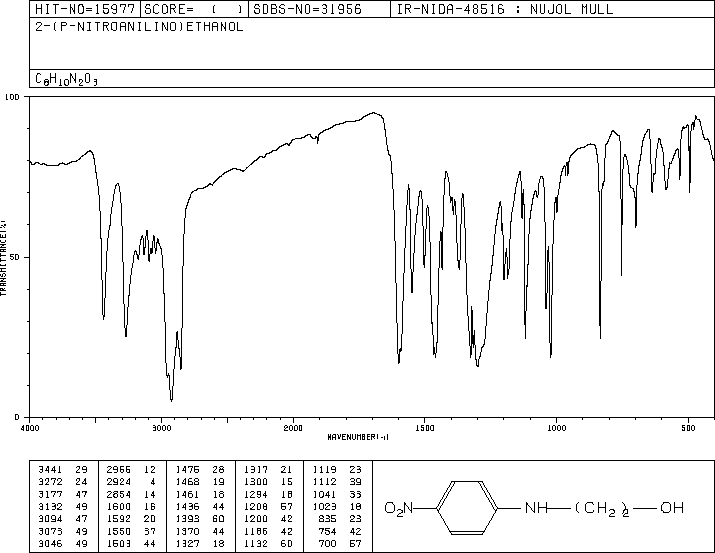 HIT-NO=15977 SCORE= ( ) SDBS-NO=31956 IR-NIDA-48516 : NUJOL MULL
2-(P-NITROANILINO)ETHANOL
C8H10N2O3
100
TRANSMITTANCE(%)
50
0
4000 3000 2000 1500 1000 500
WAVENUMBER(-1)
3441 29 2956 12 1476 28 1317 21 1119 23
3272 24 2924 4 1468 19 1300 15 1112 39
3177 47 2854 14 1461 18 1294 18 1041 33
3132 49 1600 16 1436 44 1208 57 1023 18
3094 47 1592 20 1393 60 1200 42 835 23
3073 49 1550 37 1370 44 1186 42 754 42
3046 49 1503 44 1327 18 1132 60 700 57
O2N NH (CH2)2 OH